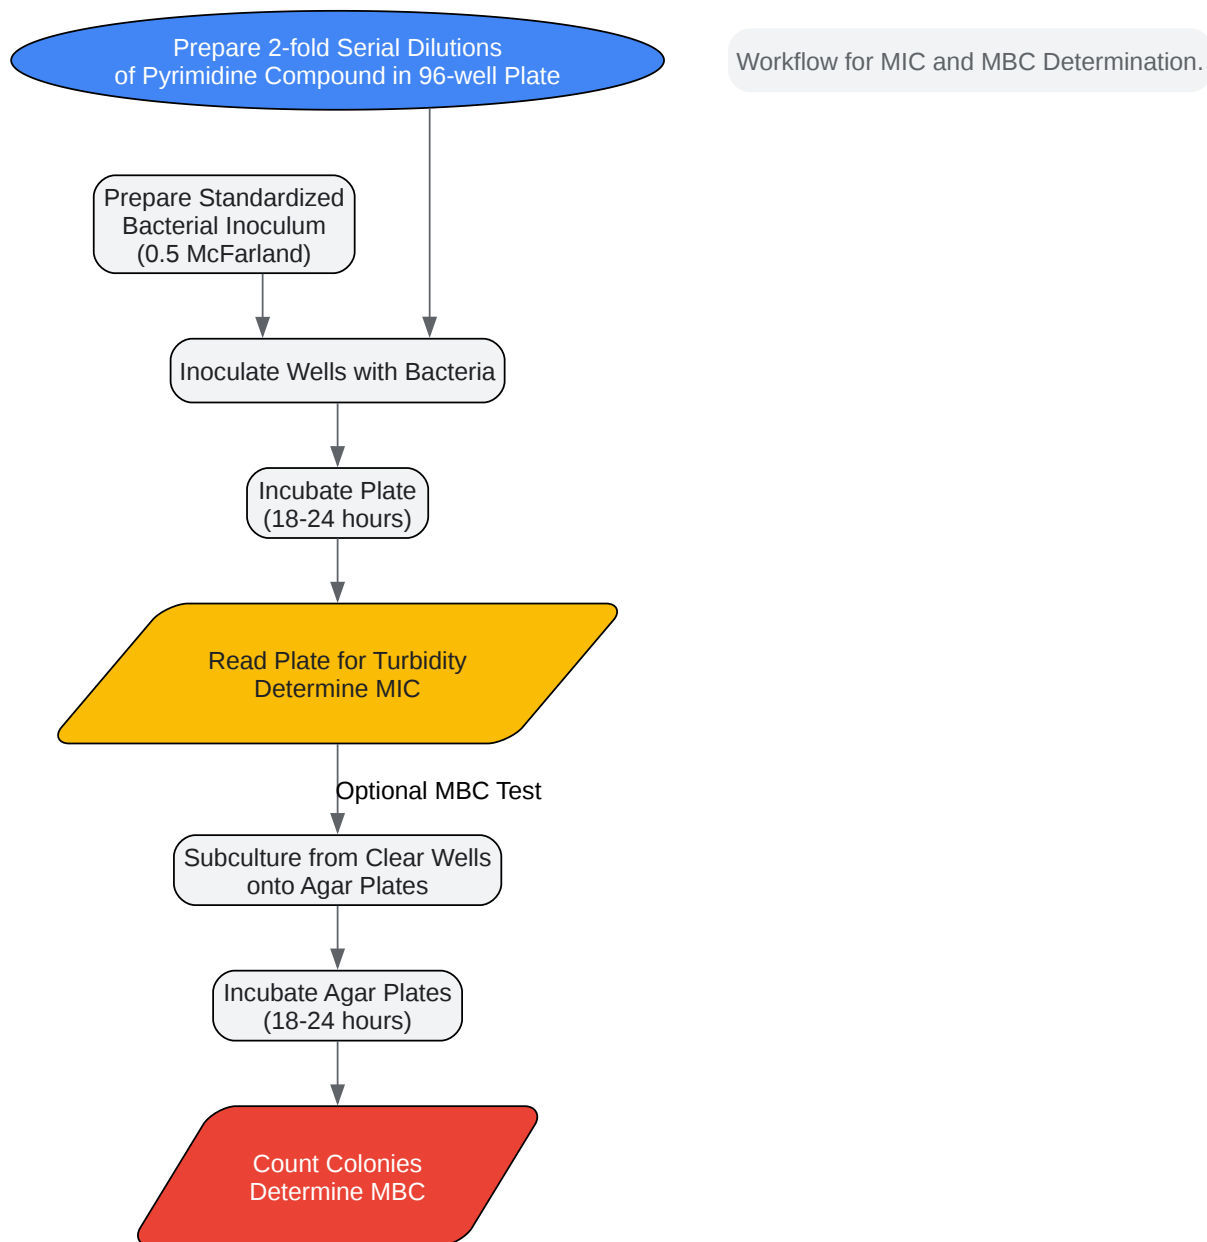 Prepare 2-fold Serial Dilutions
of Pyrimidine Compound in 96-well Plate
Workflow for MIC and MBC Determination.
Prepare Standardized
Bacterial Inoculum
(0.5 McFarland)
Inoculate Wells with Bacteria
Incubate Plate
(18-24 hours)
Read Plate for Turbidity
Determine MIC
Optional MBC Test
Subculture from Clear Wells
onto Agar Plates
Incubate Agar Plates
(18-24 hours)
Count Colonies
Determine MBC